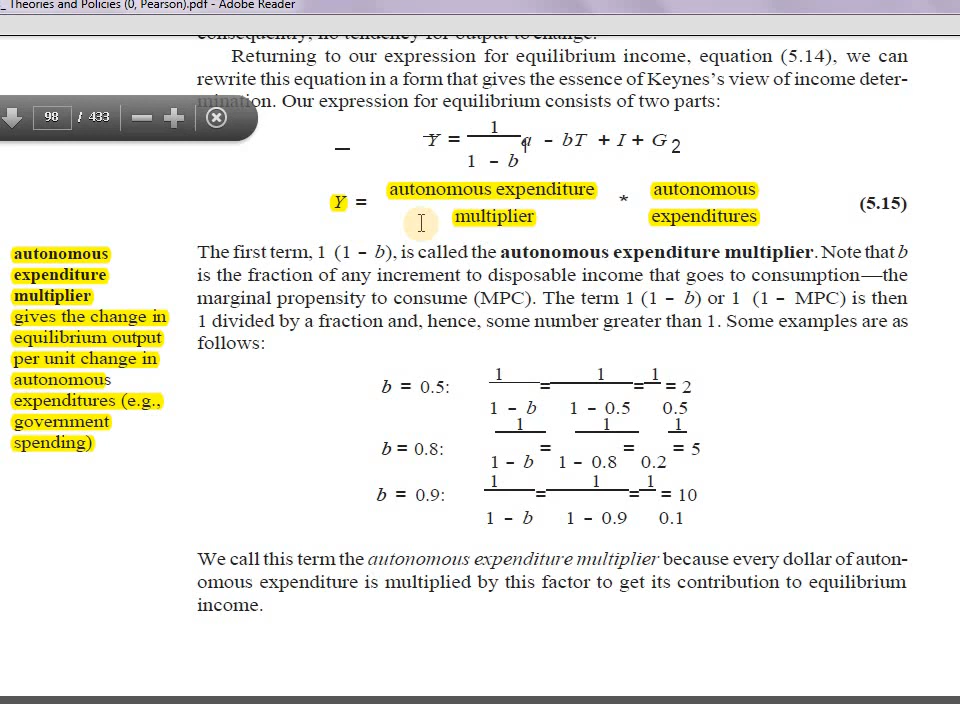 _ Theories and Policies (0, Pearson).pdf - Adobe Reader
consequently, no tendency for output to change.
Returning to our expression for equilibrium income, equation (5.14), we can
rewrite this equation in a form that gives the essence of Keynes's view of income deter-
mination. Our expression for equilibrium consists of two parts:
98 / 433
Y = 1 / 1 - b a - bT + I + G 2
Y = autonomous expenditure multiplier * autonomous expenditures (5.15)
autonomous
expenditure
multiplier
gives the change in
equilibrium output
per unit change in
autonomous
expenditures (e.g.,
government
spending)
The first term, 1 (1 - b), is called the autonomous expenditure multiplier. Note that b
is the fraction of any increment to disposable income that goes to consumption—the
marginal propensity to consume (MPC). The term 1 (1 - b) or 1 (1 - MPC) is then
1 divided by a fraction and, hence, some number greater than 1. Some examples are as
follows:
b = 0.5: 1 / 1 - b = 1 / 1 - 0.5 = 1 / 0.5 = 2
b = 0.8: 1 / 1 - b = 1 / 1 - 0.8 = 1 / 0.2 = 5
b = 0.9: 1 / 1 - b = 1 / 1 - 0.9 = 1 / 0.1 = 10
We call this term the autonomous expenditure multiplier because every dollar of auton-
omous expenditure is multiplied by this factor to get its contribution to equilibrium
income.